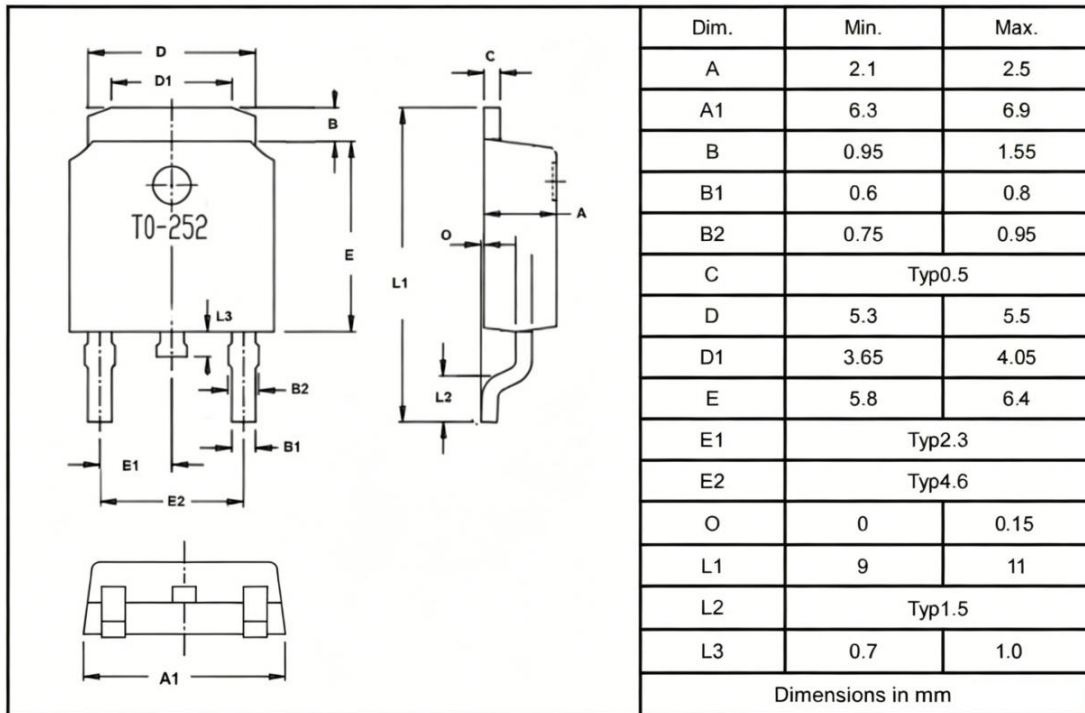 D
D1
C
B
TO-252
A
O
E
L1
L3
B2
L2
B1
E1
E2
A1
Dim. Min. Max.
A 2.1 2.5
A1 6.3 6.9
B 0.95 1.55
B1 0.6 0.8
B2 0.75 0.95
C Typ0.5
D 5.3 5.5
D1 3.65 4.05
E 5.8 6.4
E1 Typ2.3
E2 Typ4.6
O 0 0.15
L1 9 11
L2 Typ1.5
L3 0.7 1.0
Dimensions in mm